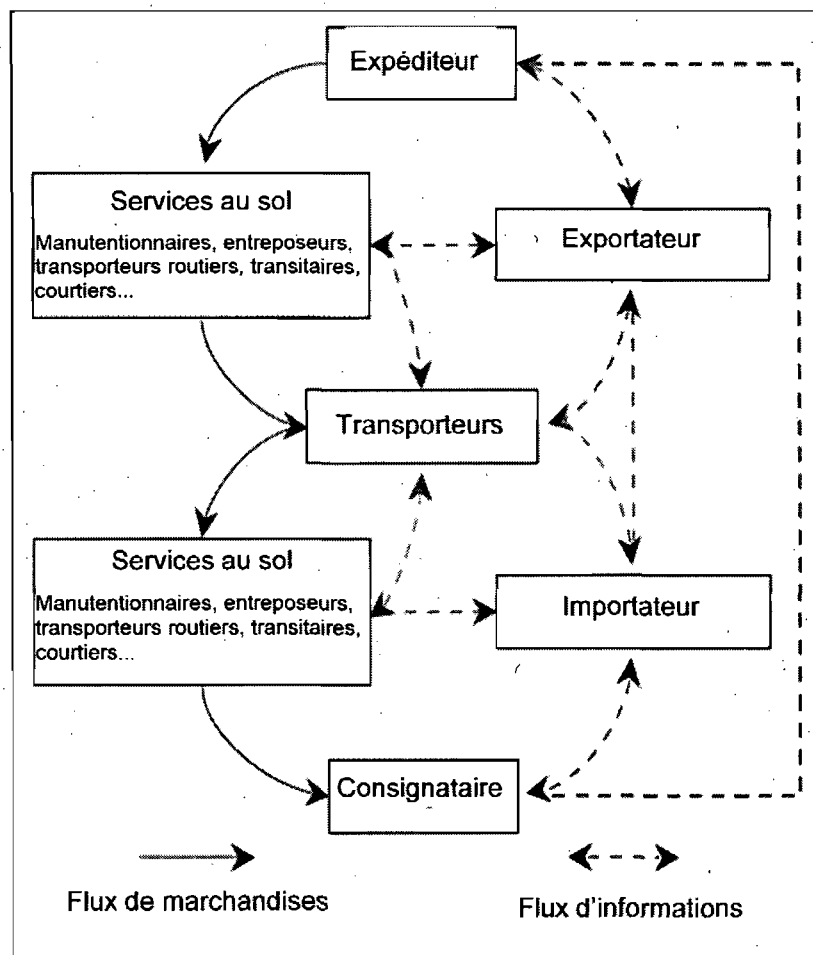 Expéditeur
Services au sol
Manutentionnaires, entreposeurs,
transporteurs routiers, transitaires,
courtiers...
Exportateur
Transporteurs
Services au sol
Manutentionnaires, entreposeurs,
transporteurs routiers, transitaires,
courtiers...
Importateur
Consignataire
Flux de marchandises
Flux d'informations